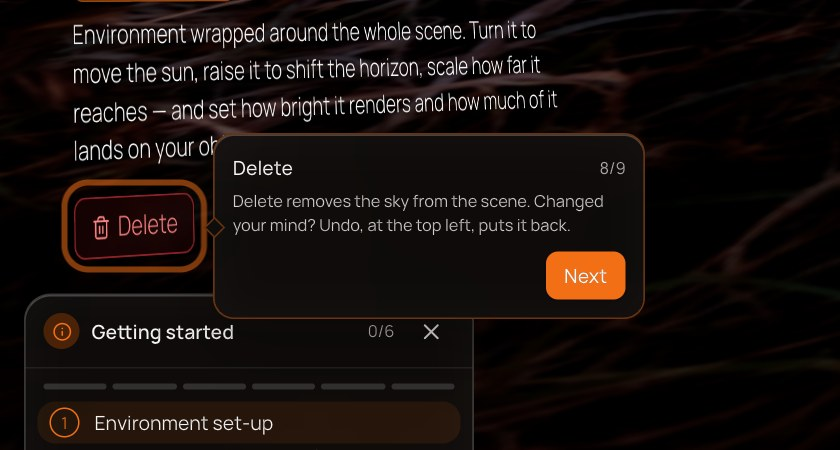 Environment wrapped around the whole scene. Turn it to
move the sun, raise it to shift the horizon, scale how far it
reaches — and set how bright it renders and how much of it
lands on your
Delete
Delete
8/9
Delete removes the sky from the scene. Changed
your mind? Undo, at the top left, puts it back.
Next
Getting started
0/6
1
Environment set-up